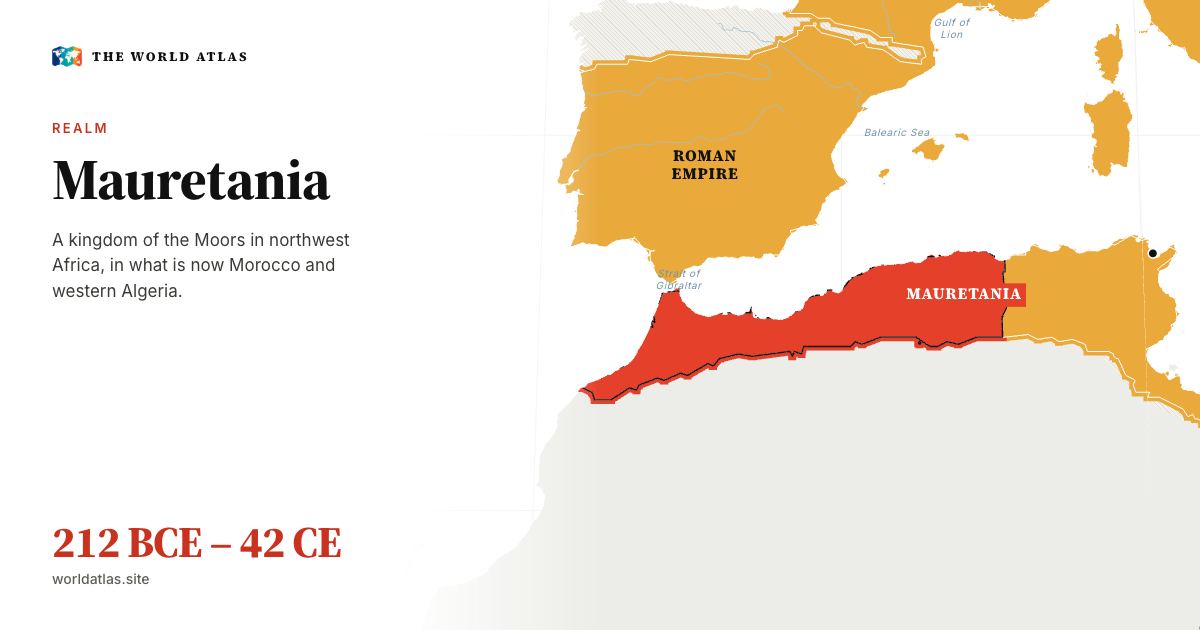 THE WORLD ATLAS
REALM
Mauretania
A kingdom of the Moors in northwest
Africa, in what is now Morocco and
western Algeria.
212 BCE – 42 CE
worldatlas.site
Gulf of
Lion
Balearic Sea
ROMAN
EMPIRE
Strait of
Gibraltar
MAURETANIA